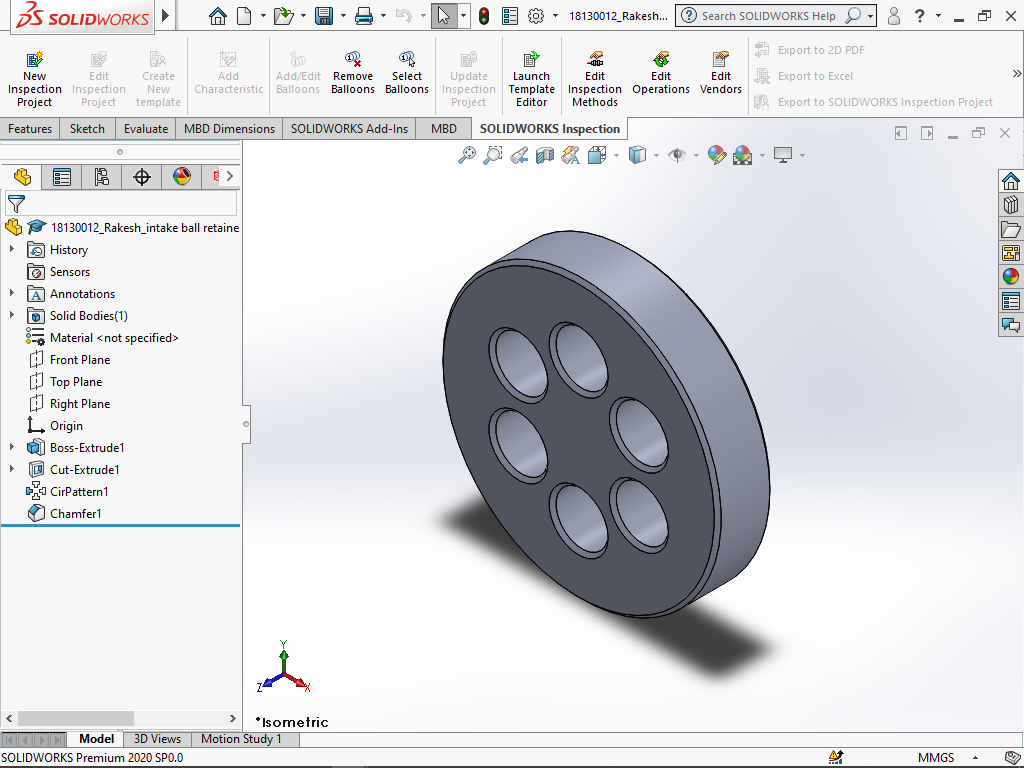 SOLIDWORKS
18130012_Rakesh...
Search SOLIDWORKS Help
New Inspection Project
Edit Inspection Project
Create New template
Add Characteristic
Add/Edit Balloons
Remove Balloons
Select Balloons
Update Inspection Project
Launch Template Editor
Edit Inspection Methods
Edit Operations
Edit Vendors
Export to 2D PDF
Export to Excel
Export to SOLIDWORKS Inspection Project
Features Sketch Evaluate MBD Dimensions SOLIDWORKS Add-Ins MBD SOLIDWORKS Inspection
18130012_Rakesh_intake ball retaine
History
Sensors
Annotations
Solid Bodies(1)
Material <not specified>
Front Plane
Top Plane
Right Plane
Origin
Boss-Extrude1
Cut-Extrude1
CirPattern1
Chamfer1
Y
Z X
*Isometric
Model 3D Views Motion Study 1
SOLIDWORKS Premium 2020 SP0.0 MMGS